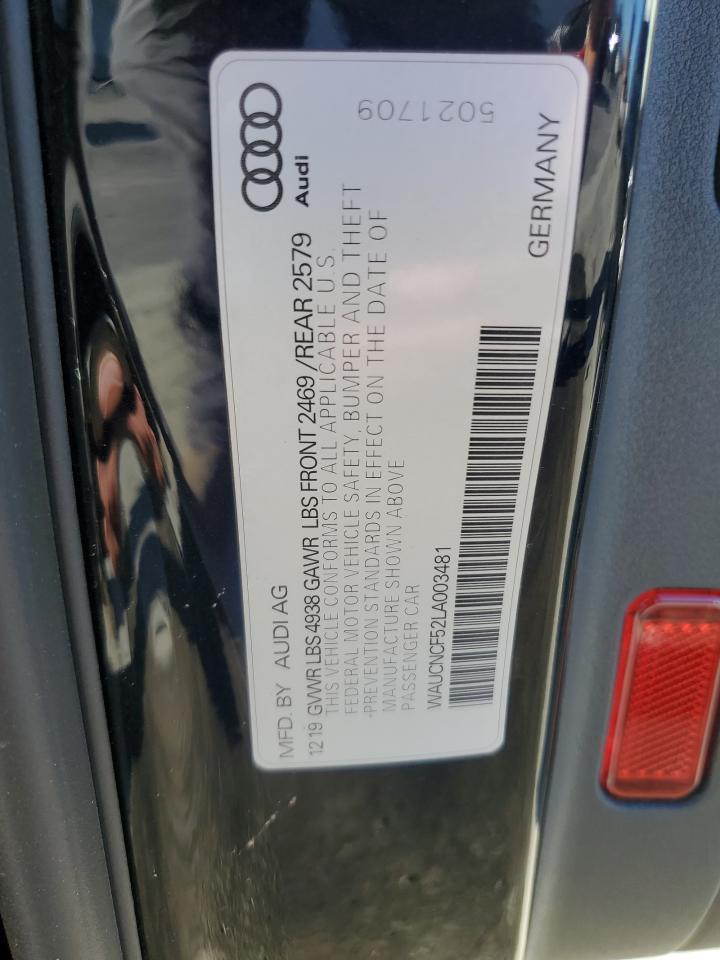 MFD. BY AUDI AG
1219 GVWR LBS 4938 GAWR LBS FRONT 2469 /REAR 2579
THIS VEHICLE CONFORMS TO ALL APPLICABLE U.S.
FEDERAL MOTOR VEHICLE SAFETY, BUMPER AND THEFT
-PREVENTION STANDARDS IN EFFECT ON THE DATE OF
MANUFACTURE SHOWN ABOVE
PASSENGER CAR
WAUCNCF52LA003481
Audi
5021709
GERMANY